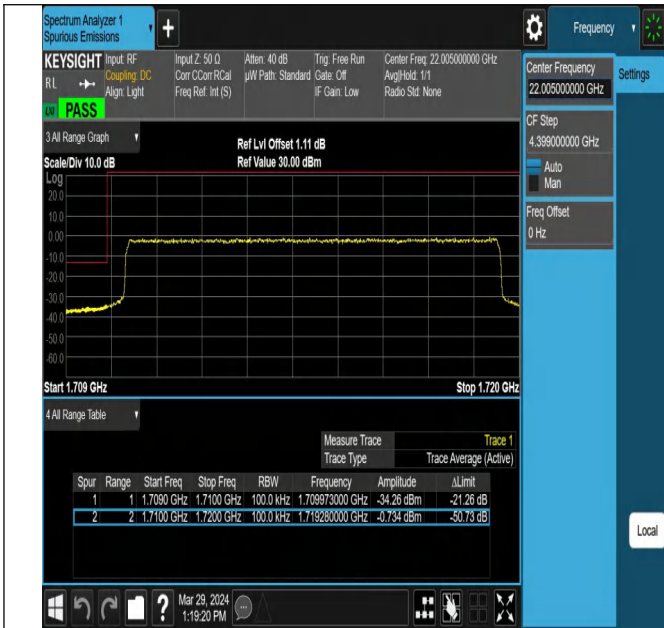 Spectrum Analyzer 1
Spurious Emissions
+
Frequency
KEYSIGHT
RL
PASS
Input: RF
Coupling: DC
Align: Light
Input Z: 50 Ω
Corr CCorr RCal
Freq Ref: Int (S)
Atten: 40 dB
µW Path: Standard
Trig: Free Run
Gate: Off
IF Gain: Low
Center Freq: 22.005000000 GHz
Avg|Hold: 1/1
Radio Std: None
Center Frequency
22.005000000 GHz
Settings
CF Step
4.399000000 GHz
Auto
Man
Freq Offset
0 Hz
3 All Range Graph
Scale/Div 10.0 dB
Ref Lvl Offset 1.11 dB
Ref Value 30.00 dBm
Log
20.0
10.0
0.00
-10.0
-20.0
-30.0
-40.0
-50.0
-60.0
Start 1.709 GHz
Stop 1.720 GHz
4 All Range Table
Measure Trace Trace 1
Trace Type Trace Average (Active)
Spur Range Start Freq Stop Freq RBW Frequency Amplitude ΔLimit
1 1 1.7090 GHz 1.7100 GHz 100.0 kHz 1.709973000 GHz -34.26 dBm -21.26 dB
2 2 1.7100 GHz 1.7200 GHz 100.0 kHz 1.719280000 GHz -0.734 dBm -50.73 dB
Local
?
Mar 29, 2024
1:19:20 PM